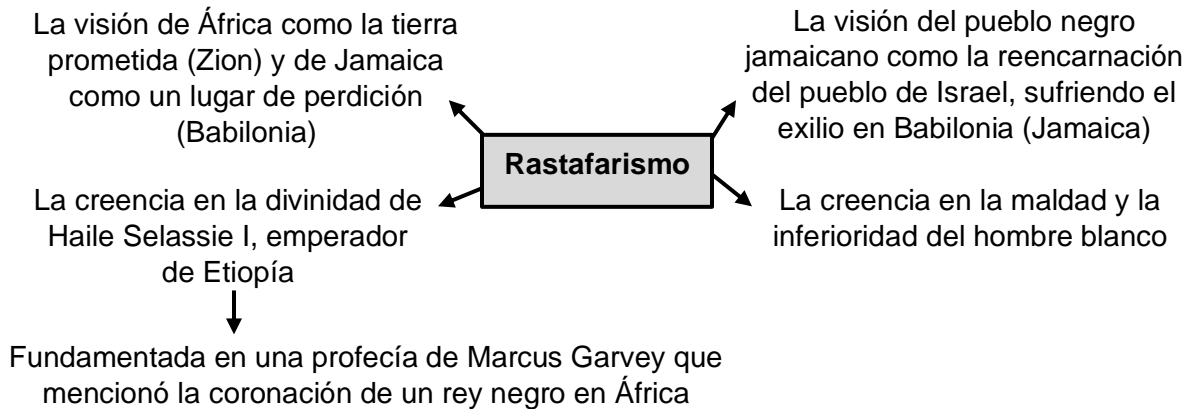 La visión de África como la tierra
prometida (Zion) y de Jamaica
como un lugar de perdición
(Babilonia)
La visión del pueblo negro
jamaicano como la reencarnación
del pueblo de Israel, sufriendo el
exilio en Babilonia (Jamaica)
Rastafarismo
La creencia en la divinidad de
Haile Selassie I, emperador
de Etiopía
La creencia en la maldad y la
inferioridad del hombre blanco
Fundamentada en una profecía de Marcus Garvey que
mencionó la coronación de un rey negro en África